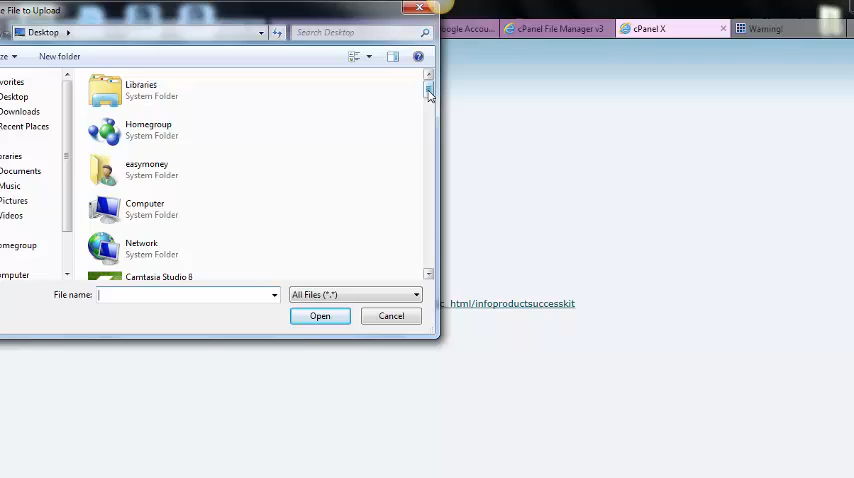 e File to Upload
Desktop
Search Desktop
ze
New folder
vorites
Desktop
Downloads
Recent Places
braries
Documents
Music
Pictures
Videos
omegroup
omputer
Libraries
System Folder
Homegroup
System Folder
easymoney
System Folder
Computer
System Folder
Network
System Folder
Camtasia Studio 8
File name:
All Files (*.*)
Open
Cancel
oogle Accou...
cPanel File Manager v3
cPanel X
Warning!
c_html/infoproductsuccesskit